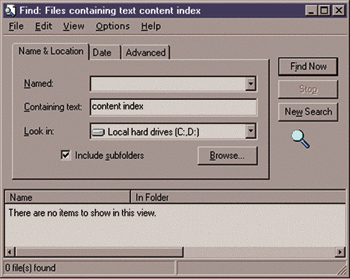 Find: Files containing text content index
File Edit View Options Help
Name & Location Date Advanced
Named:
Find Now
Stop
Containing text: content index
New Search
Look in: Local hard drives (C:,D:)
Include subfolders Browse...
Name In Folder
There are no items to show in this view.
0 file(s) found